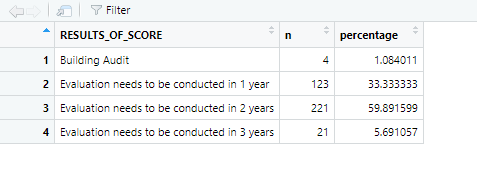 Filter
RESULTS_OF_SCORE n percentage
1 Building Audit 4 1.084011
2 Evaluation needs to be conducted in 1 year 123 33.333333
3 Evaluation needs to be conducted in 2 years 221 59.891599
4 Evaluation needs to be conducted in 3 years 21 5.691057